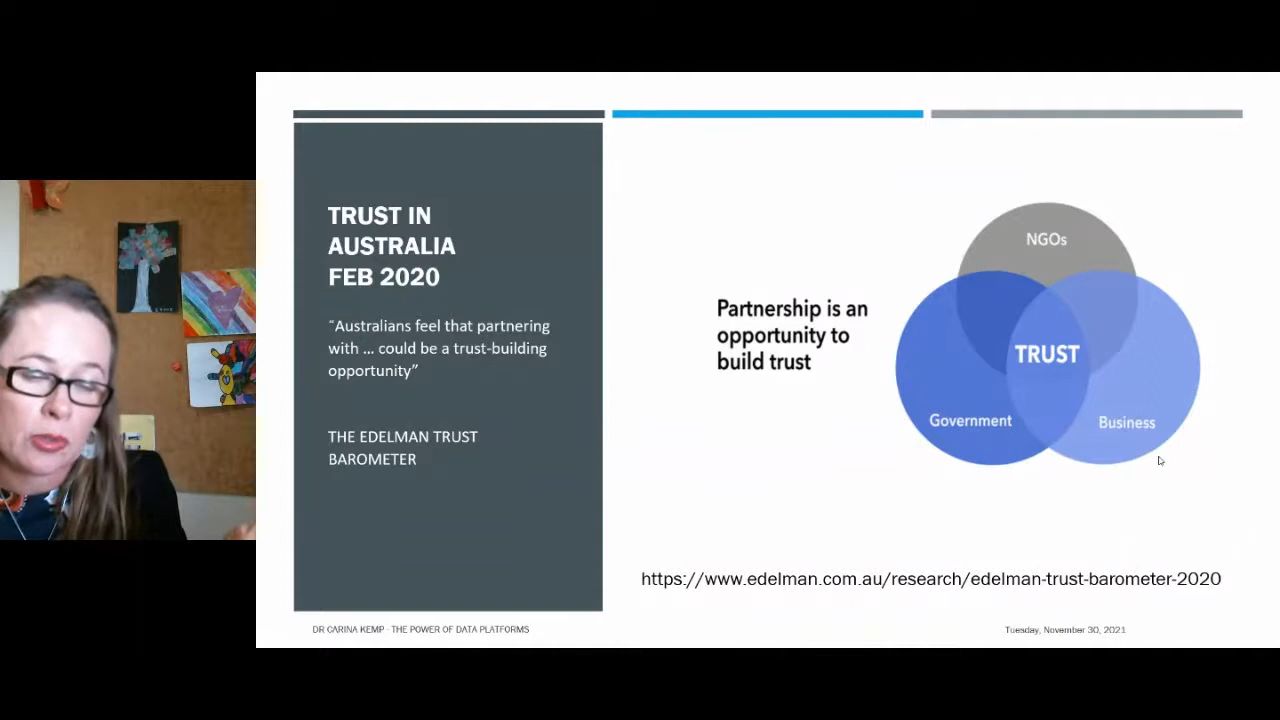 TRUST IN
AUSTRALIA
FEB 2020
“Australians feel that partnering
with ... could be a trust-building
opportunity”
THE EDELMAN TRUST
BAROMETER
Partnership is an
opportunity to
build trust
NGOs
TRUST
Government
Business
https://www.edelman.com.au/research/edelman-trust-barometer-2020
DR CARINA KEMP - THE POWER OF DATA PLATFORMS
Tuesday, November 30, 2021